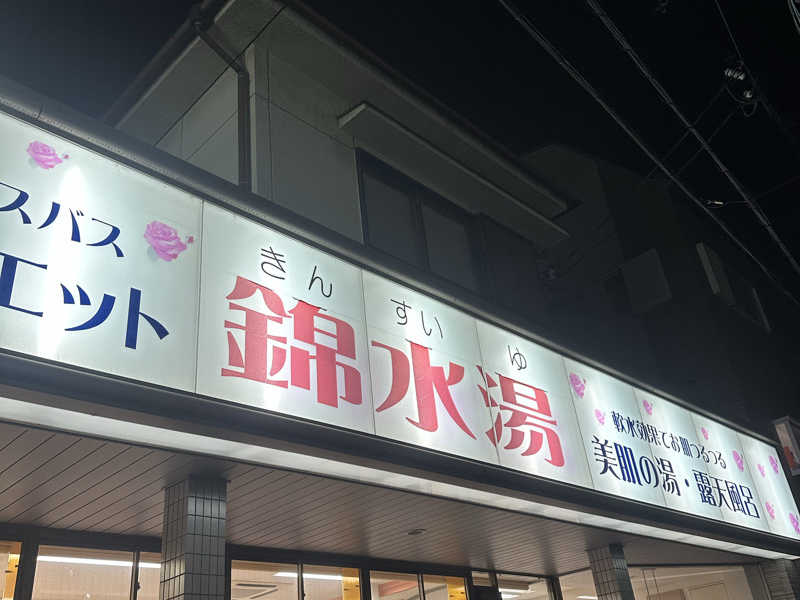 スバス
エット
きん すい ゆ
錦水湯
軟水効果でお肌つるつる
美肌の湯・露天風呂